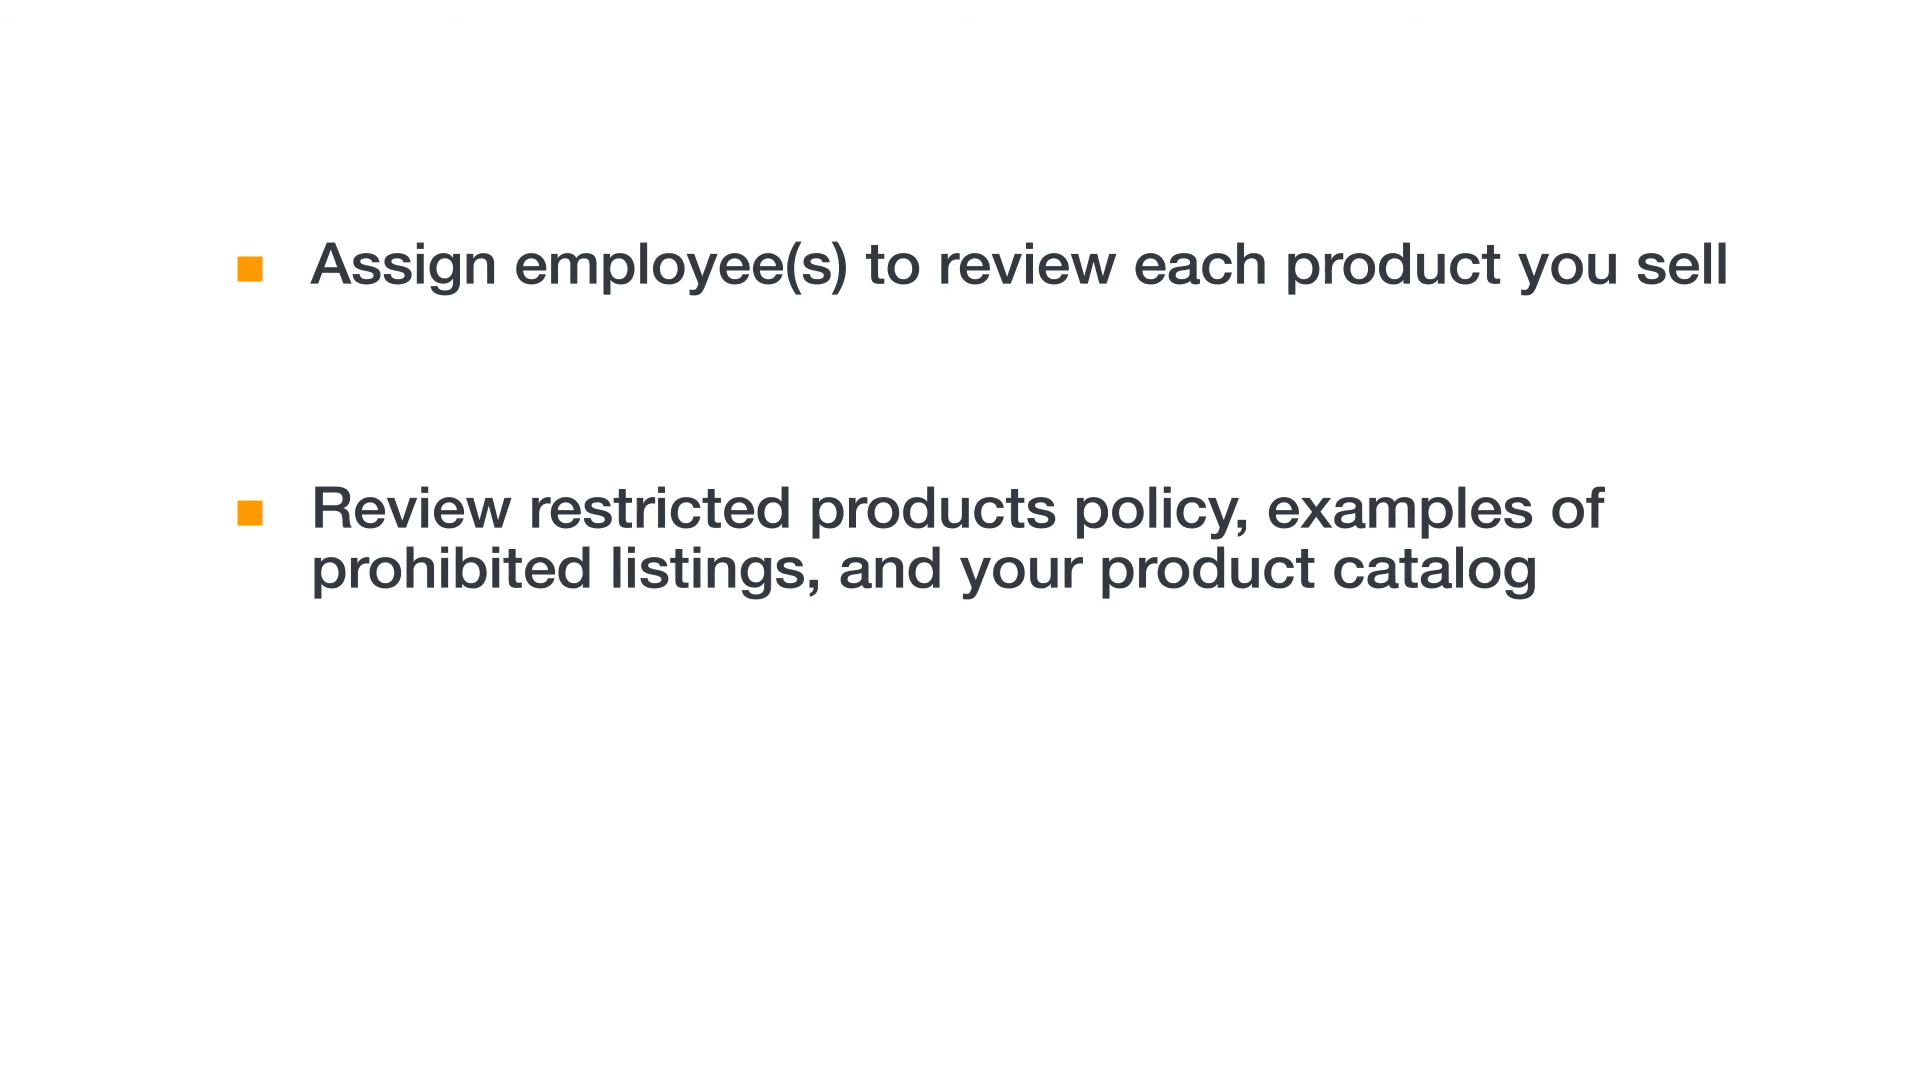 Assign employee(s) to review each product you sell
Review restricted products policy, examples of
prohibited listings, and your product catalog